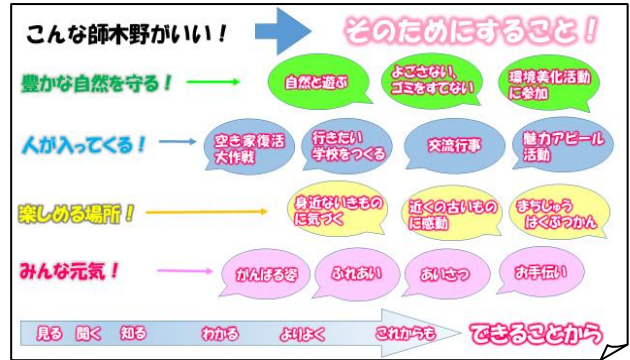 こんな師木野がいい！
そのためにすること！
豊かな自然を守る！
自然と遊ぶ
よごさない、
ゴミをすてない
環境美化活動
に参加
人が入ってくる！
空き家復活
大作戦
行きたい
学校をつくる
交流行事
魅力アピール
活動
楽しめる場所！
身近ないきもの
に気づく
近くの古いもの
に感動
まちじゅう
はくぶつかん
みんな元気！
がんばる姿
ふれあい
あいさつ
お手伝い
見る 聞く 知る わかる よりよく これからも
できることから